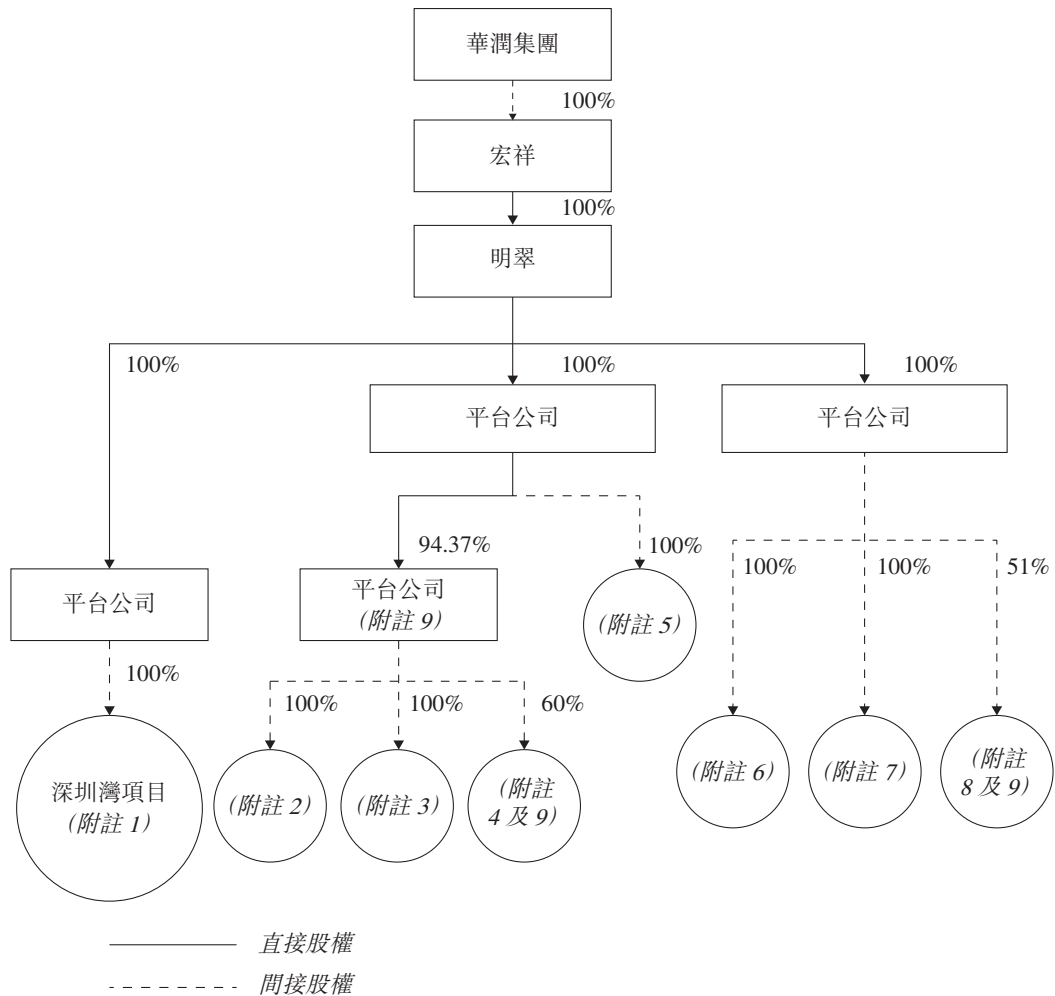 華潤集團
100%
宏祥
100%
明翠
100%
100%
100%
平台公司
平台公司
94.37%
100%
100%
100%
51%
平台公司
平台公司
(附註 9)
(附註 5)
100%
100%
100%
60%
深圳灣項目
(附註 1)
(附註 2)
(附註 3)
(附註
4 及 9)
(附註 6)
(附註 7)
(附註
8 及 9)
直接股權
間接股權